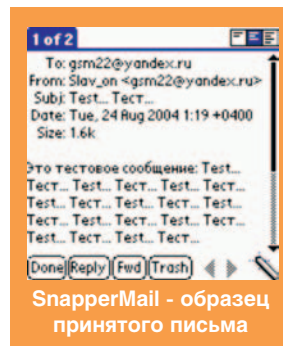 1 of 2
To: gsm22@yandex.ru
From: Slav_on <gsm22@yandex.ru>
Subj: Test... Тест...
Date: Tue, 24 Aug 2004 1:19 +0400
Size: 1.6k
Это тестовое сообщение: Test...
Тест... Test... Тест... Test... Тест...
Test... Тест... Test... Тест... Test...
Тест... Test... Тест... Test... Тест...
Test... Тест... Test... Тест...
Done Reply Fwd Trash
SnapperMail - образец
принятого письма